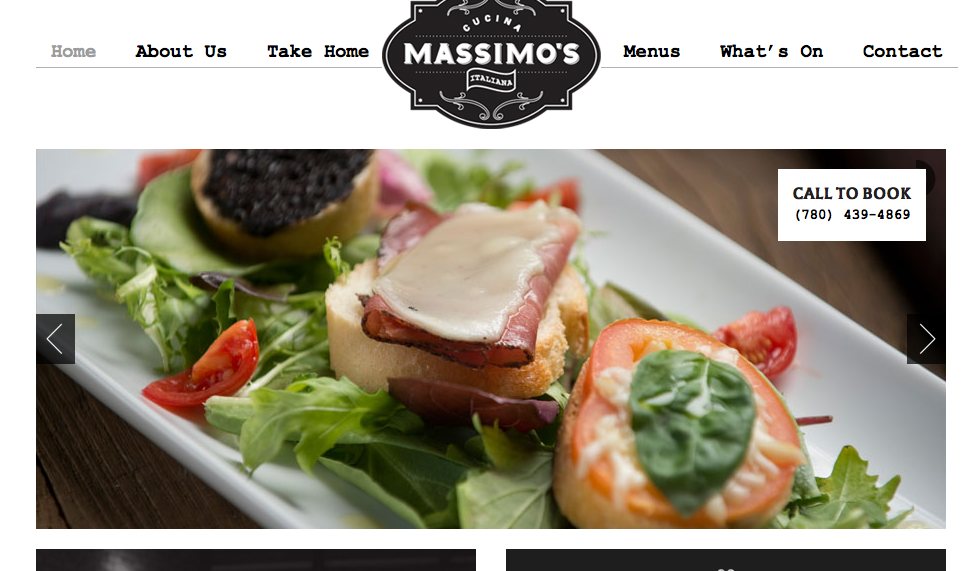 Home About Us Take Home Menus What's On Contact
CUCINA
MASSIMO'S
ITALIANA
CALL TO BOOK
(780) 439-4869